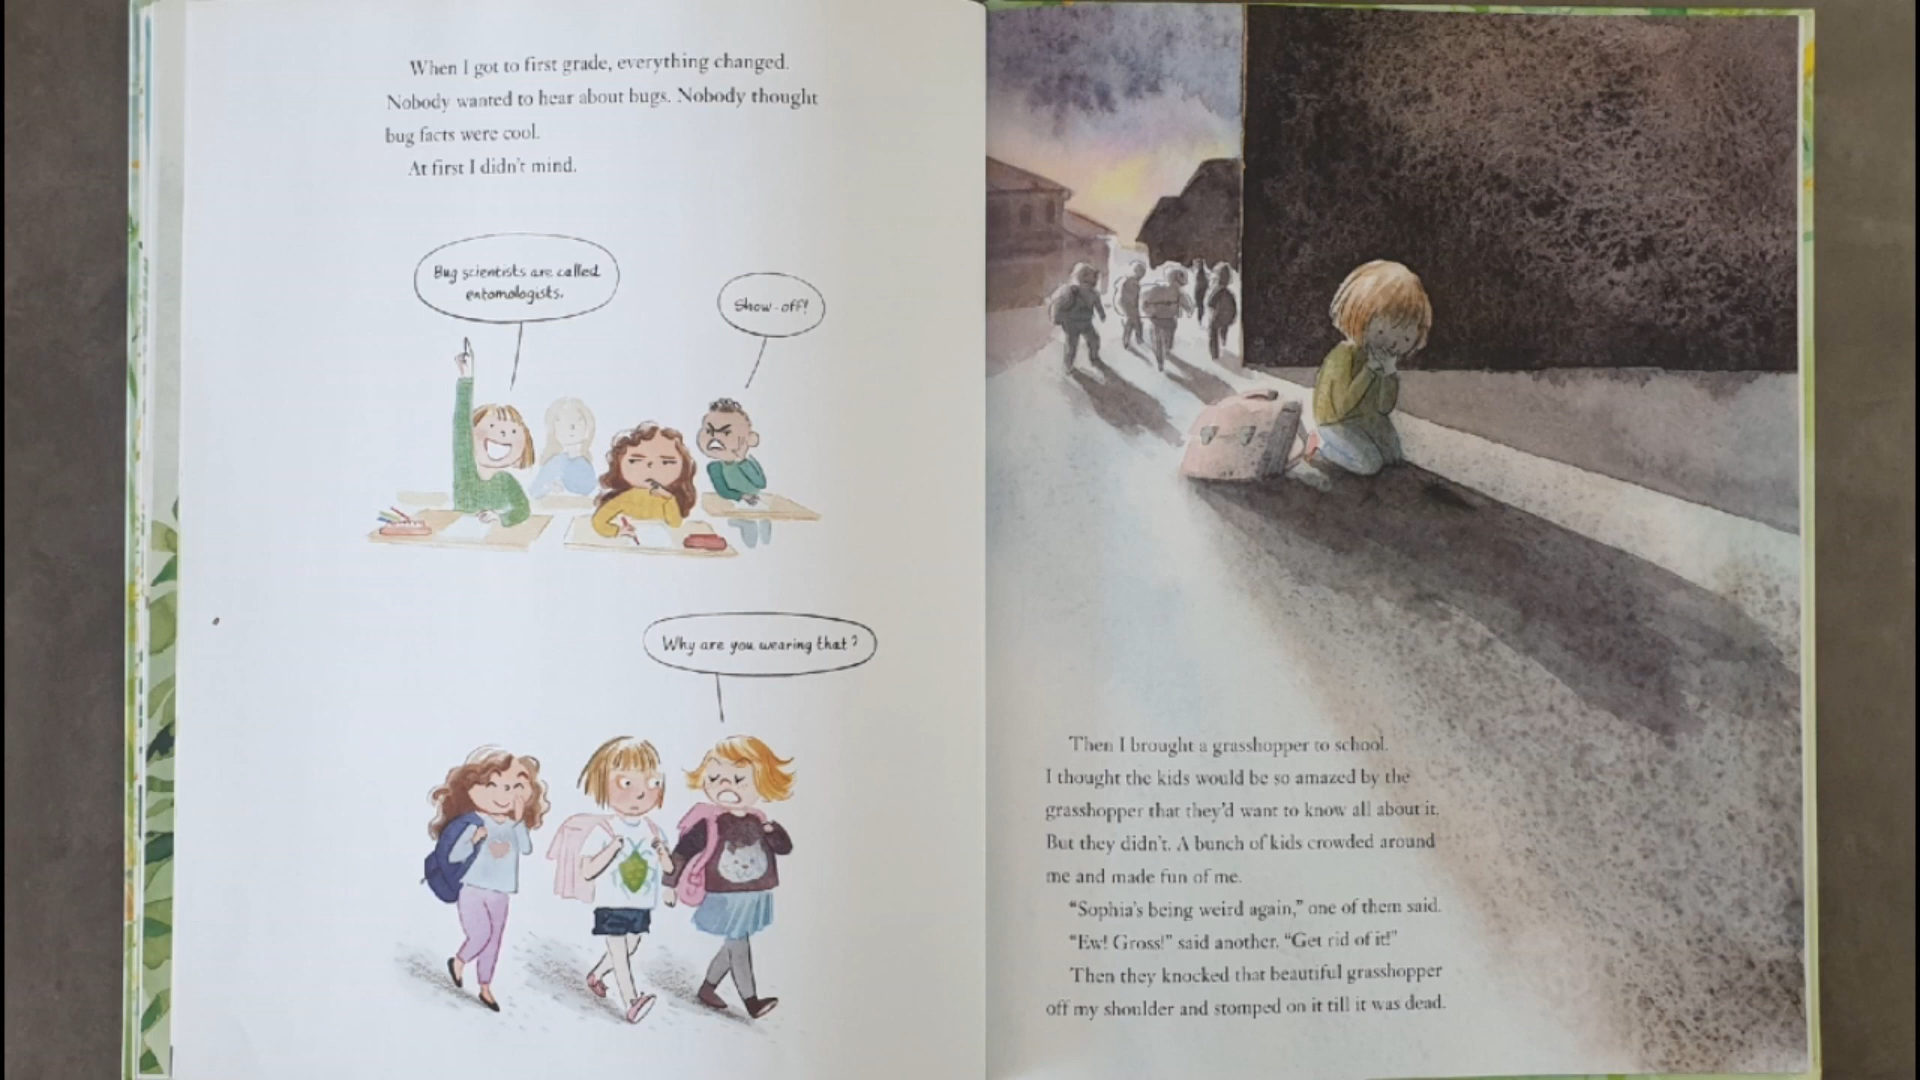 When I got to first grade, everything changed.
Nobody wanted to hear about bugs. Nobody thought
bug facts were cool.
At first I didn't mind.
Bug scientists are called
entomologists.
Show-off!
Why are you wearing that?
Then I brought a grasshopper to school.
I thought the kids would be so amazed by the
grasshopper that they'd want to know all about it.
But they didn't. A bunch of kids crowded around
me and made fun of me.
"Sophia's being weird again," one of them said.
"Ew! Gross!" said another. "Get rid of it!"
Then they knocked that beautiful grasshopper
off my shoulder and stomped on it till it was dead.